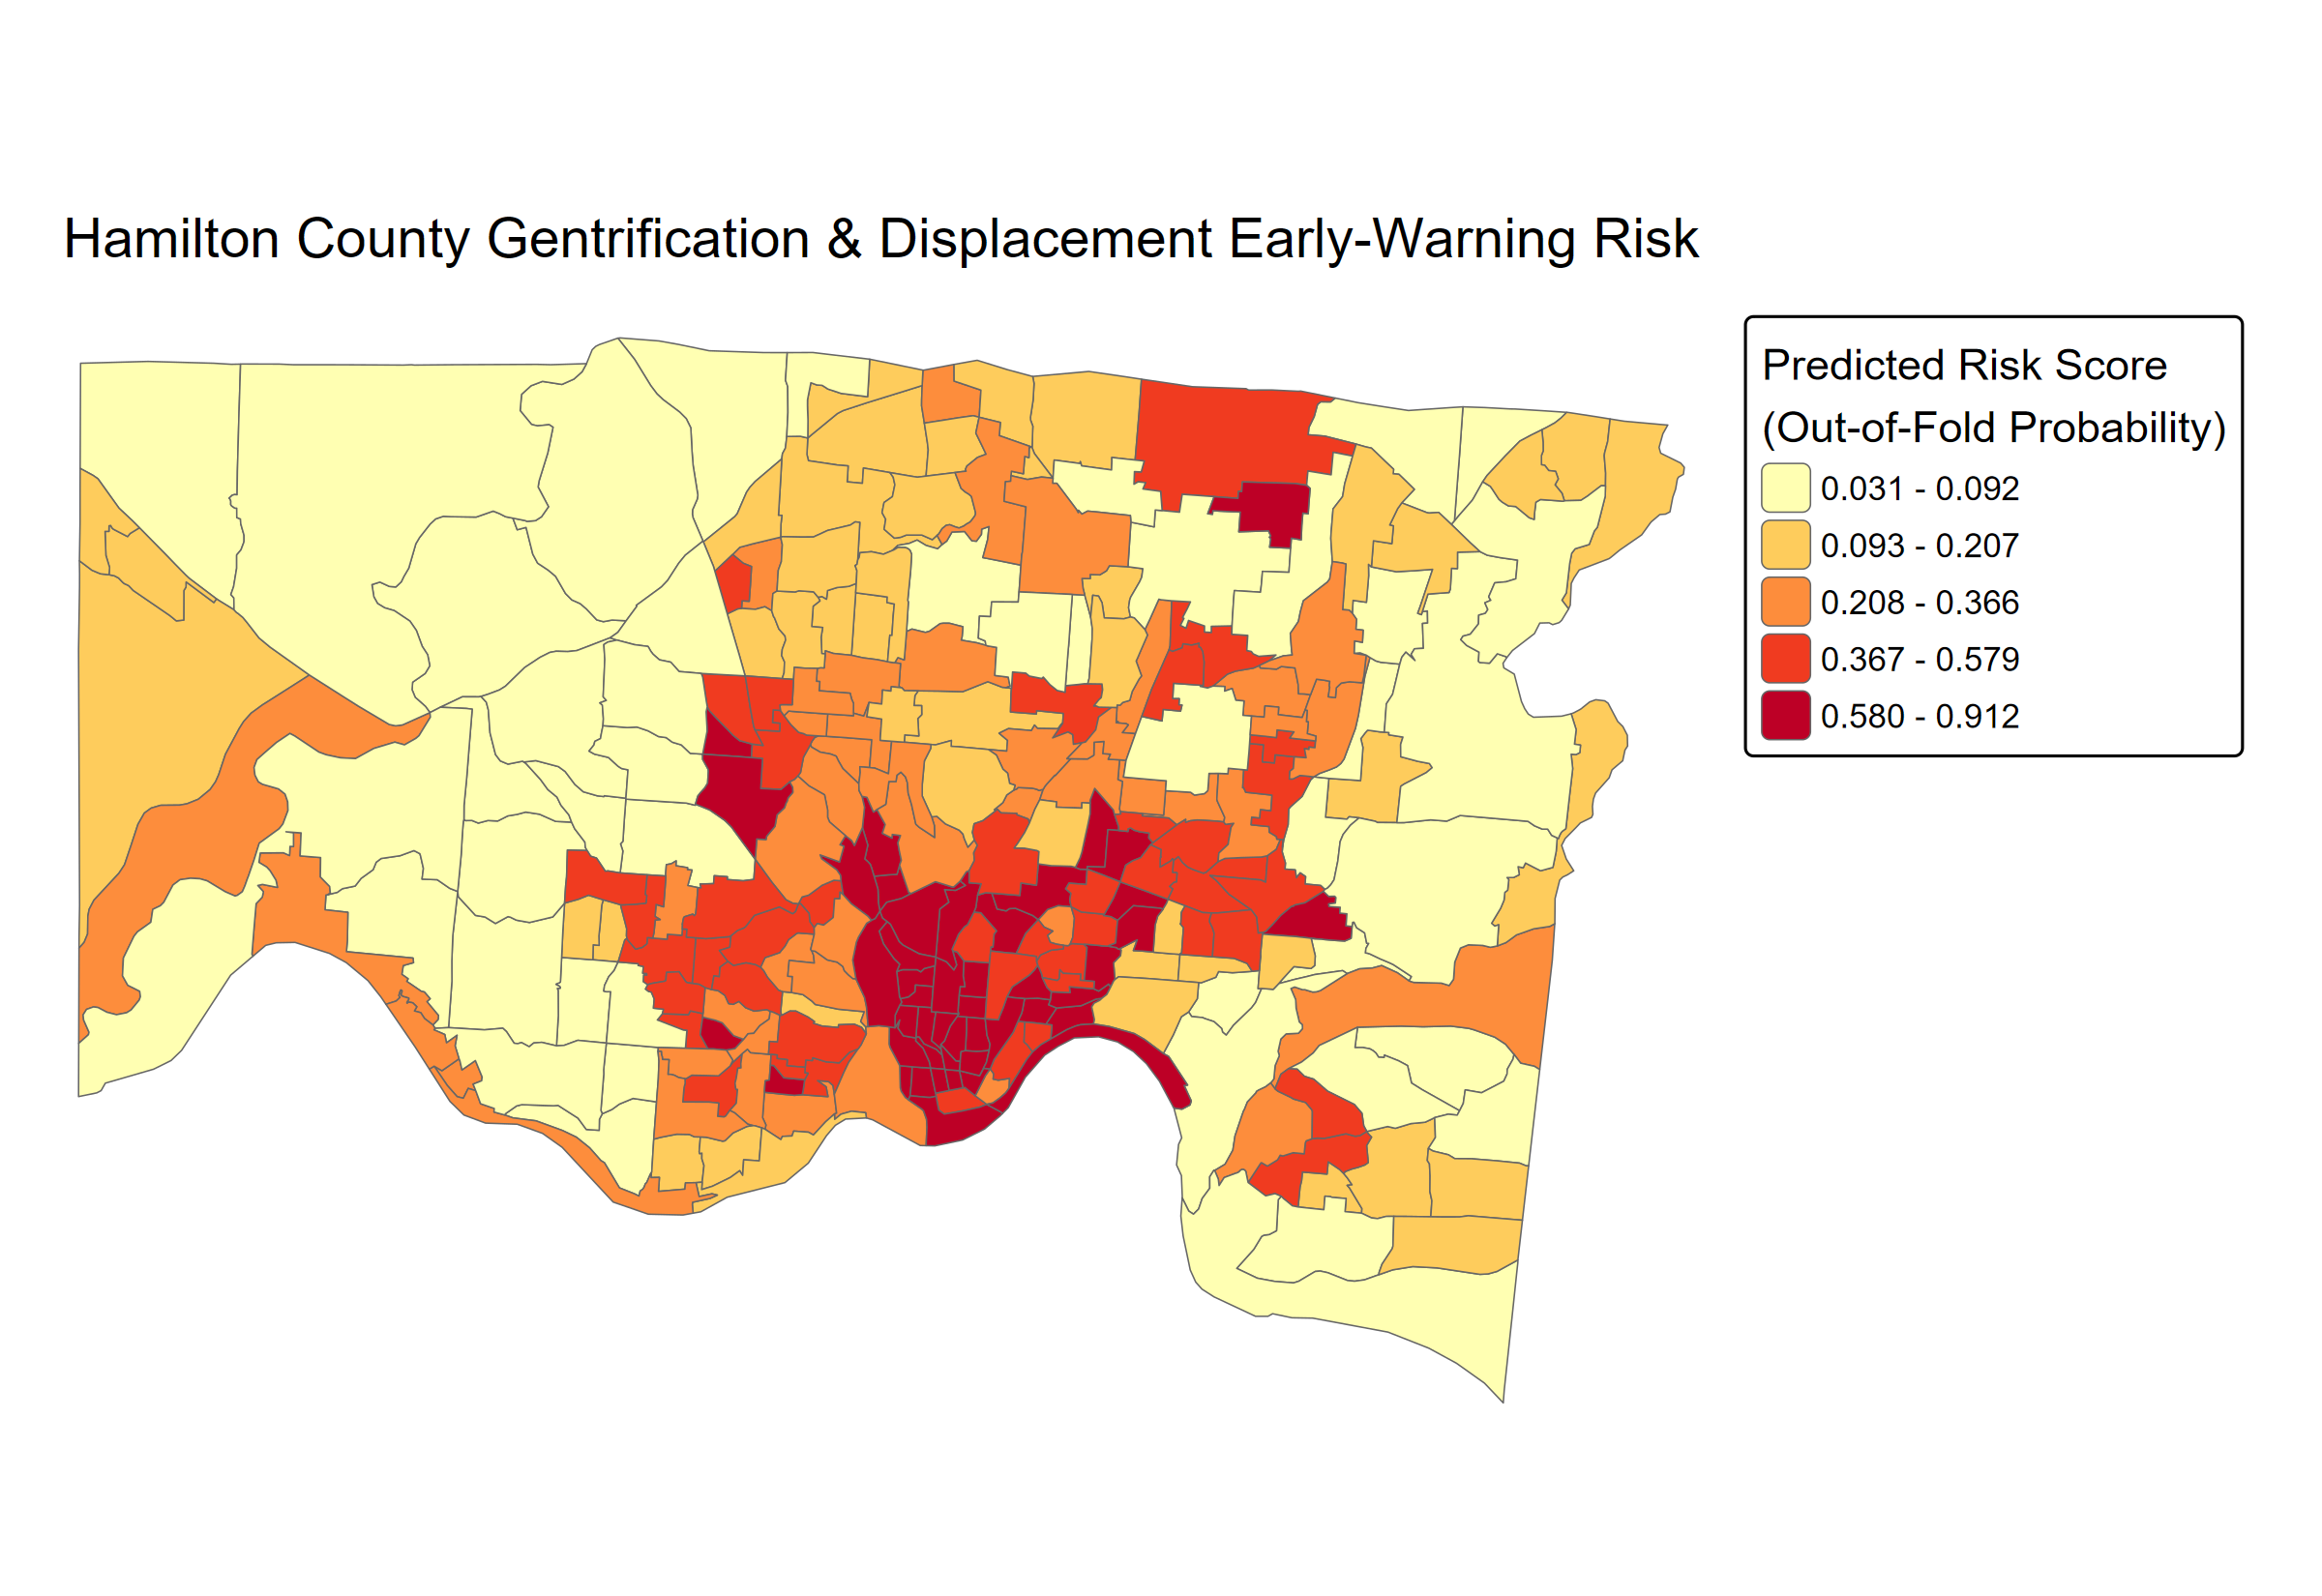 Hamilton County Gentrification & Displacement Early-Warning Risk
Predicted Risk Score
(Out-of-Fold Probability)
0.031 - 0.092
0.093 - 0.207
0.208 - 0.366
0.367 - 0.579
0.580 - 0.912